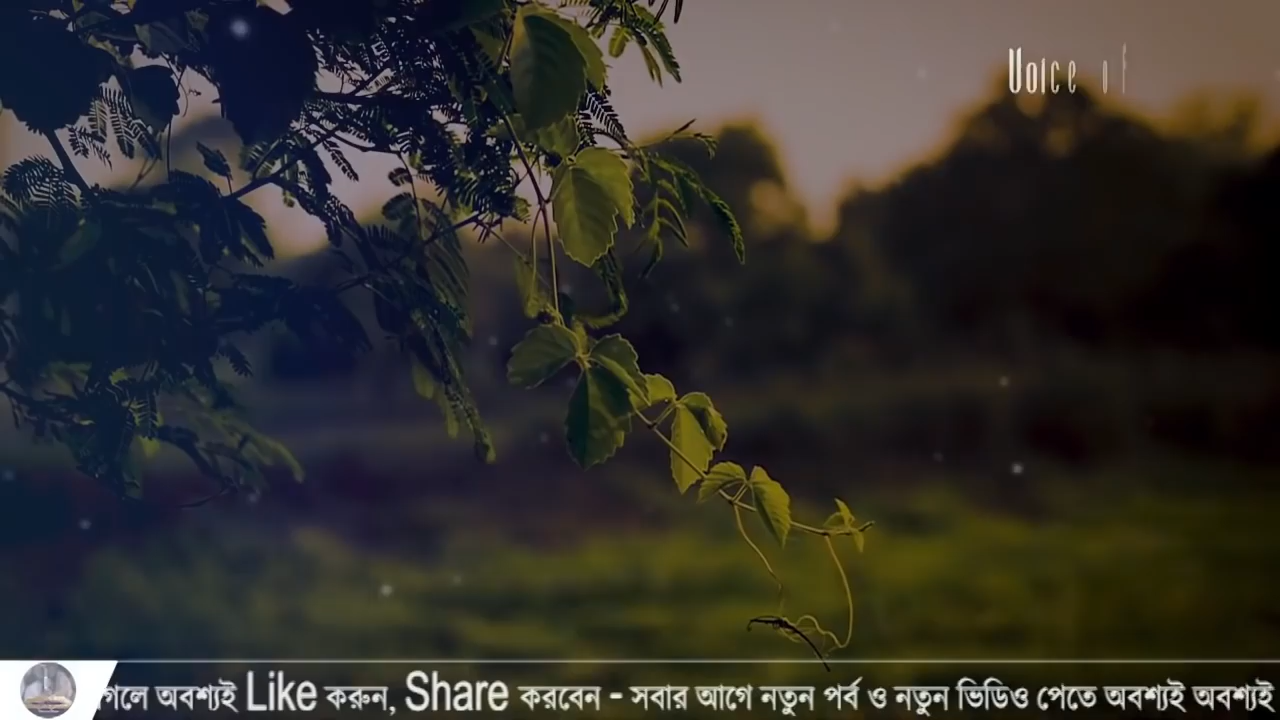 Voice of
গলে অবশ্যই Like করুন, Share করবেন - সবার আগে নতুন পর্ব ও নতুন ভিডিও পেতে অবশ্যই অবশ্যই